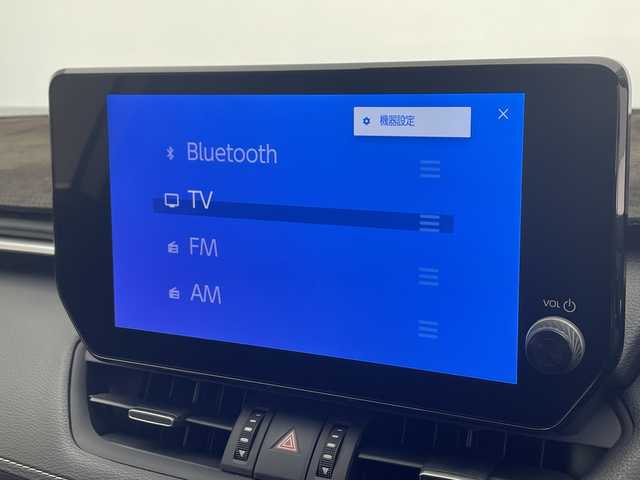 機器設定
Bluetooth
TV
FM
AM
VOL